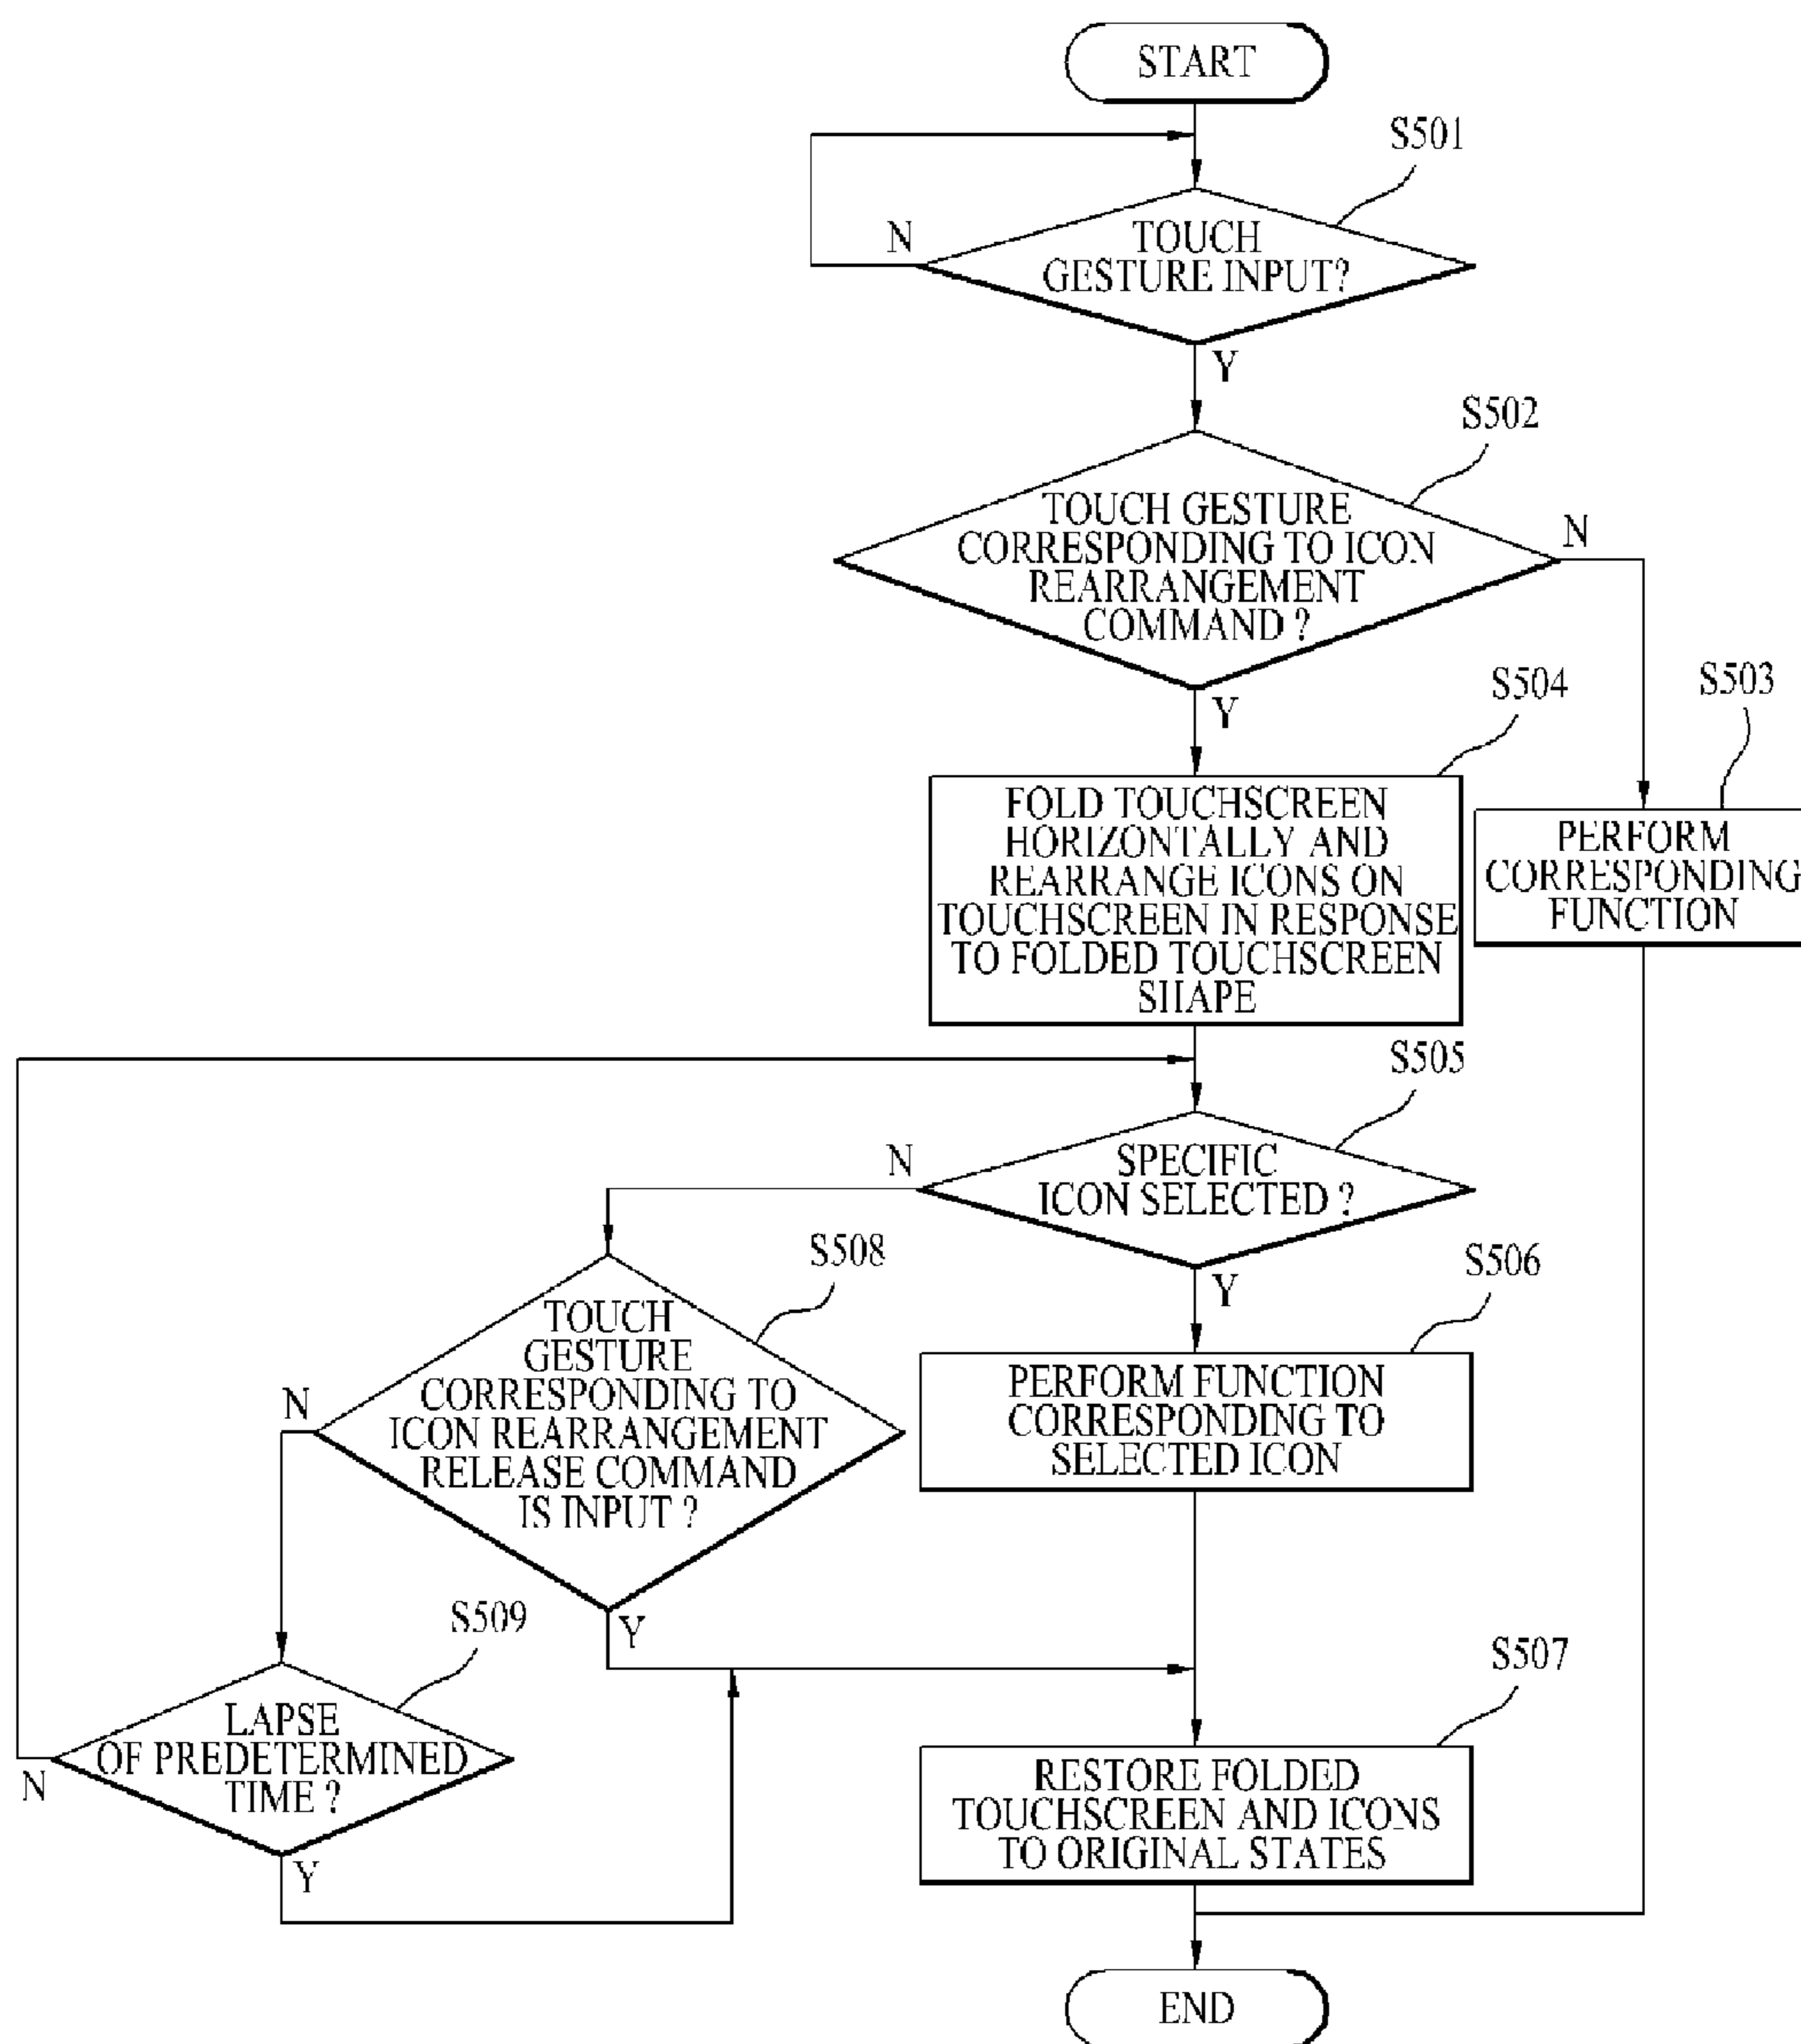 START
S501
N
TOUCH
GESTURE INPUT?
Y
S502
TOUCH GESTURE
CORRESPONDING TO ICON
REARRANGEMENT
COMMAND ?
N
Y
S504
S503
FOLD TOUCHSCREEN
HORIZONTALLY AND
REARRANGE ICONS ON
TOUCHSCREEN IN RESPONSE
TO FOLDED TOUCHSCREEN
SHAPE
PERFORM
CORRESPONDING
FUNCTION
S505
N
SPECIFIC
ICON SELECTED ?
Y
S508
TOUCH
GESTURE
CORRESPONDING TO
ICON REARRANGEMENT
RELEASE COMMAND
IS INPUT ?
N
Y
S506
PERFORM FUNCTION
CORRESPONDING TO
SELECTED ICON
S509
LAPSE
OF PREDETERMINED
TIME ?
N
Y
S507
RESTORE FOLDED
TOUCHSCREEN AND ICONS
TO ORIGINAL STATES
END